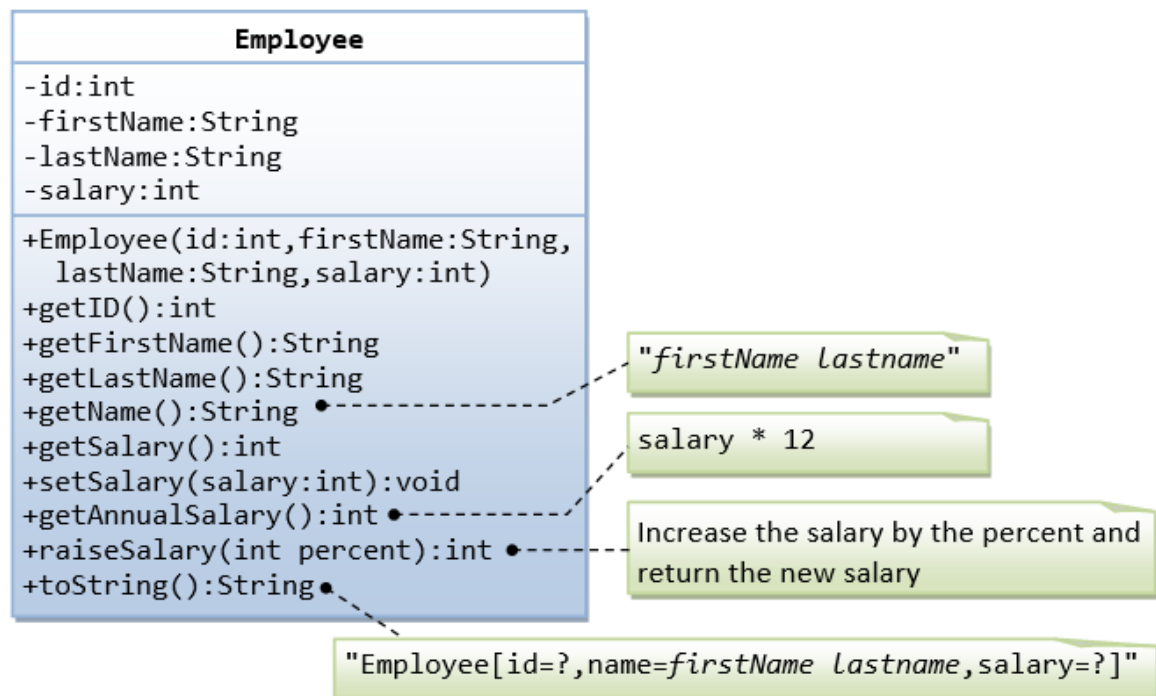 Employee
-id:int
-firstName:String
-lastName:String
-salary:int
+Employee(id:int,firstName:String,
lastName:String,salary:int)
+getID():int
+getFirstName():String
+getLastName():String
+getName():String
"firstName lastname"
+getSalary():int
+setSalary(salary:int):void
+getAnnualSalary():int
salary * 12
+raiseSalary(int percent):int
Increase the salary by the percent and
return the new salary
+toString():String
"Employee[id=?,name=firstName lastname,salary=?]"